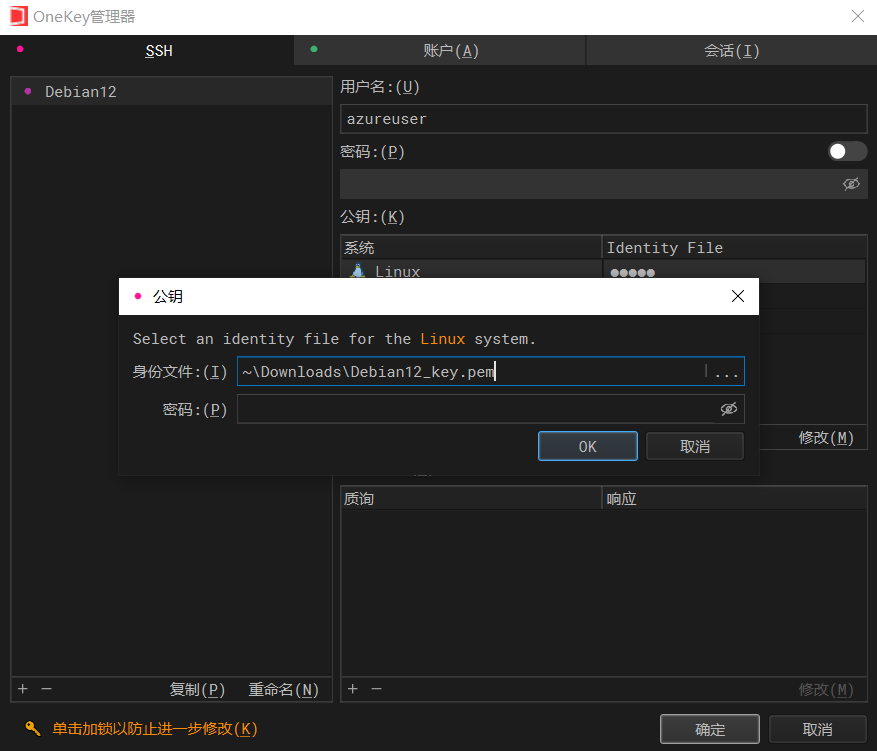 OneKey管理器
SSH
账户(A)
会话(I)
Debian12
用户名:(U)
azureuser
密码:(P)
公钥:(K)
系统
Identity File
Linux
●●●●●
公钥
Select an identity file for the Linux system.
身份文件:(I)
~\Downloads\Debian12_key.pem
...
密码:(P)
OK
取消
修改(M)
质询
响应
+
−
复制(P)
重命名(N)
+
−
修改(M)
单击加锁以防止进一步修改(K)
确定
取消